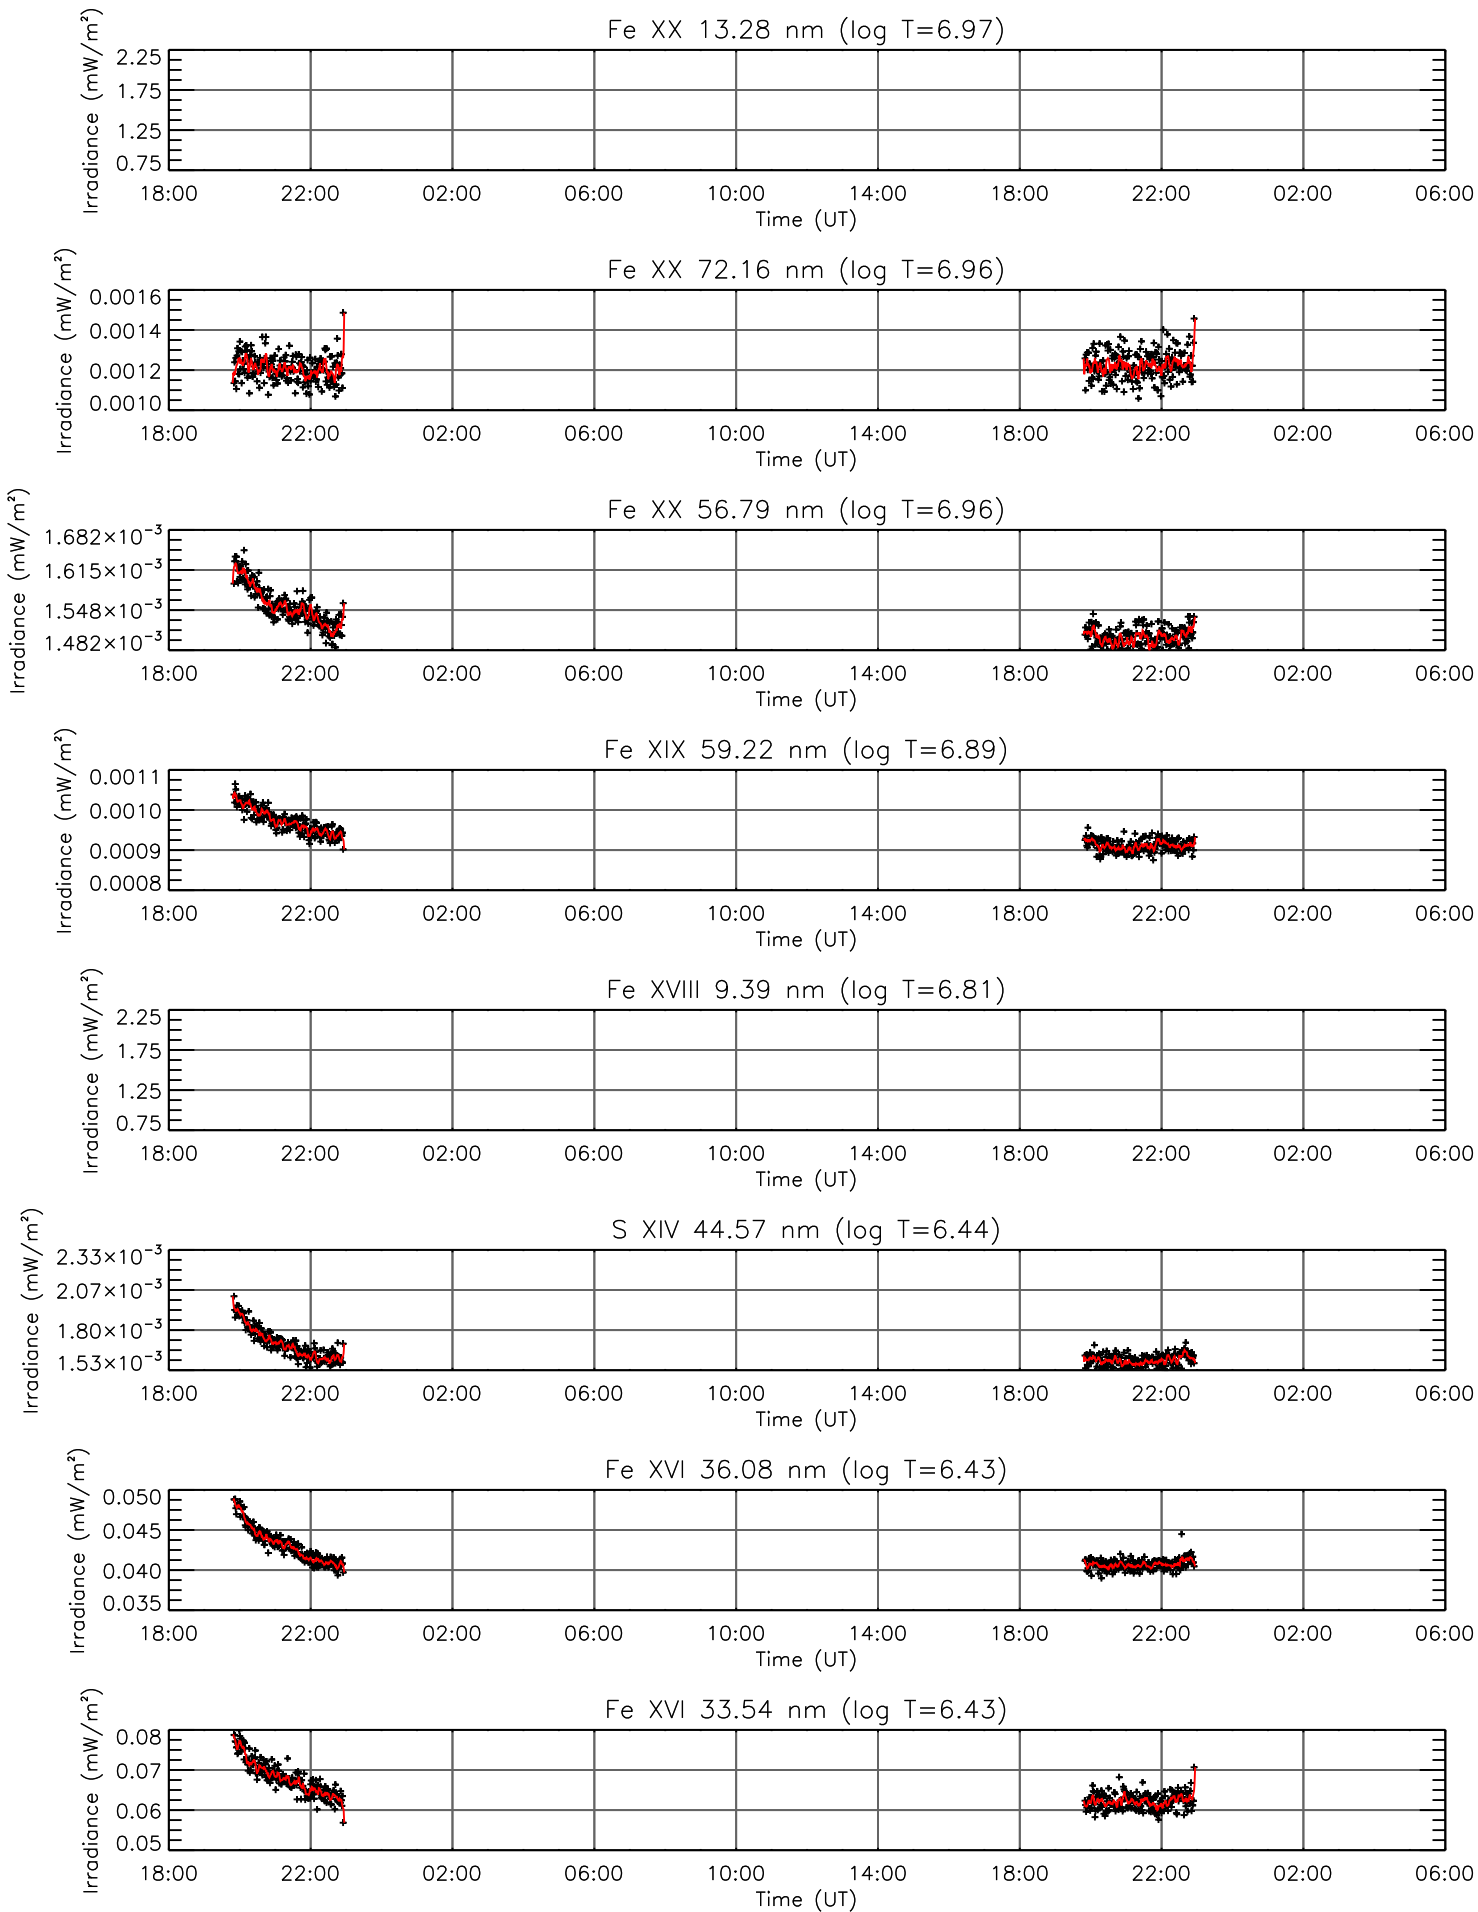 Fe XX 13.28 nm (log T=6.97)
Irradiance (mW/m²)
2.25
1.75
1.25
0.75
18:00 22:00 02:00 06:00 10:00 14:00 18:00 22:00 02:00 06:00
Time (UT)
Fe XX 72.16 nm (log T=6.96)
Irradiance (mW/m²)
0.0016
0.0014
0.0012
0.0010
18:00 22:00 02:00 06:00 10:00 14:00 18:00 22:00 02:00 06:00
Time (UT)
Fe XX 56.79 nm (log T=6.96)
Irradiance (mW/m²)
1.682×10⁻³
1.615×10⁻³
1.548×10⁻³
1.482×10⁻³
18:00 22:00 02:00 06:00 10:00 14:00 18:00 22:00 02:00 06:00
Time (UT)
Fe XIX 59.22 nm (log T=6.89)
Irradiance (mW/m²)
0.0011
0.0010
0.0009
0.0008
18:00 22:00 02:00 06:00 10:00 14:00 18:00 22:00 02:00 06:00
Time (UT)
Fe XVIII 9.39 nm (log T=6.81)
Irradiance (mW/m²)
2.25
1.75
1.25
0.75
18:00 22:00 02:00 06:00 10:00 14:00 18:00 22:00 02:00 06:00
Time (UT)
S XIV 44.57 nm (log T=6.44)
Irradiance (mW/m²)
2.33×10⁻³
2.07×10⁻³
1.80×10⁻³
1.53×10⁻³
18:00 22:00 02:00 06:00 10:00 14:00 18:00 22:00 02:00 06:00
Time (UT)
Fe XVI 36.08 nm (log T=6.43)
Irradiance (mW/m²)
0.050
0.045
0.040
0.035
18:00 22:00 02:00 06:00 10:00 14:00 18:00 22:00 02:00 06:00
Time (UT)
Fe XVI 33.54 nm (log T=6.43)
Irradiance (mW/m²)
0.08
0.07
0.06
0.05
18:00 22:00 02:00 06:00 10:00 14:00 18:00 22:00 02:00 06:00
Time (UT)